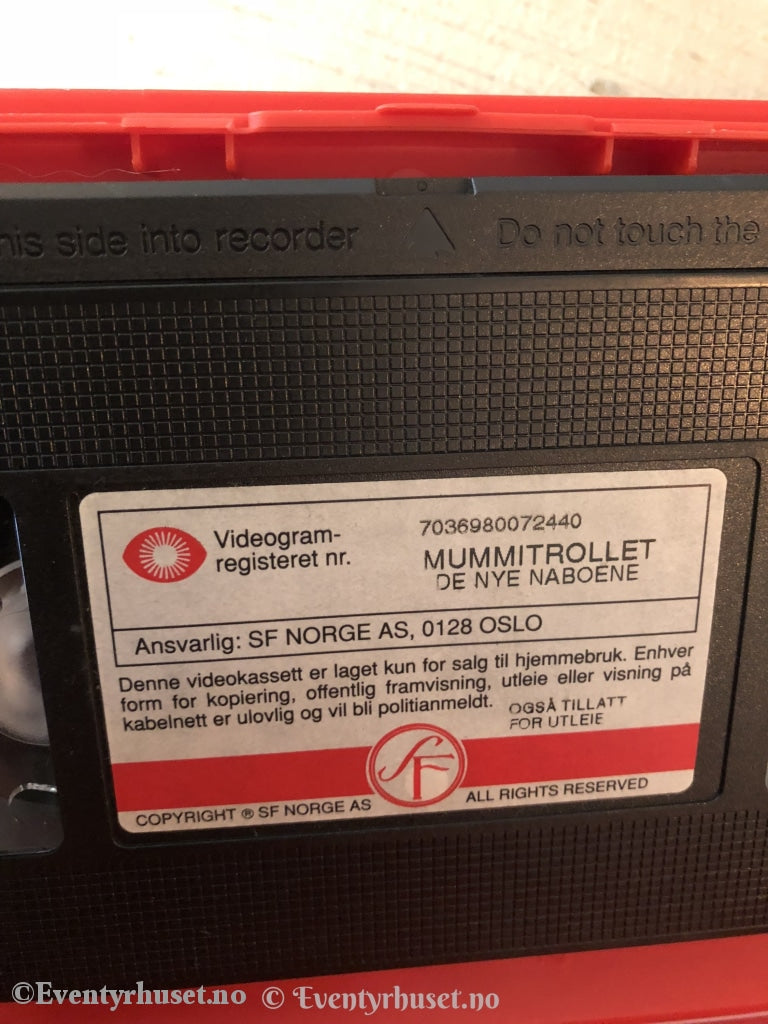 his side into recorder Do not touch the
Videogram-
registeret nr.
7036980072440
MUMMITROLLET
DE NYE NABOENE
Ansvarlig: SF NORGE AS, 0128 OSLO
Denne videokassett er laget kun for salg til hjemmebruk. Enhver
form for kopiering, offentlig framvisning, utleie eller visning på
kabelnett er ulovlig og vil bli politianmeldt.
OGSÅ TILLATT
FOR UTLEIE
SF
COPYRIGHT ® SF NORGE AS
ALL RIGHTS RESERVED
©Eventyrhuset.no © Eventyrhuset.no